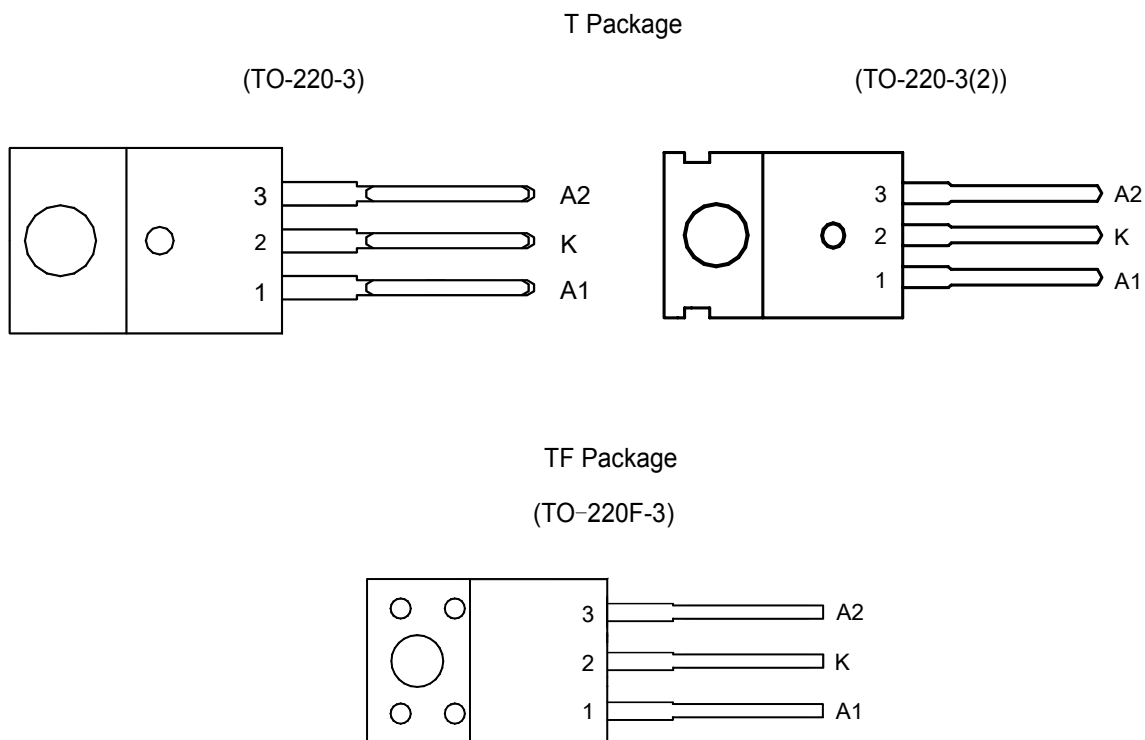 T Package
(TO-220-3)
(TO-220-3(2))
3 A2
2 K
1 A1
3 A2
2 K
1 A1
TF Package
(TO-220F-3)
3 A2
2 K
1 A1